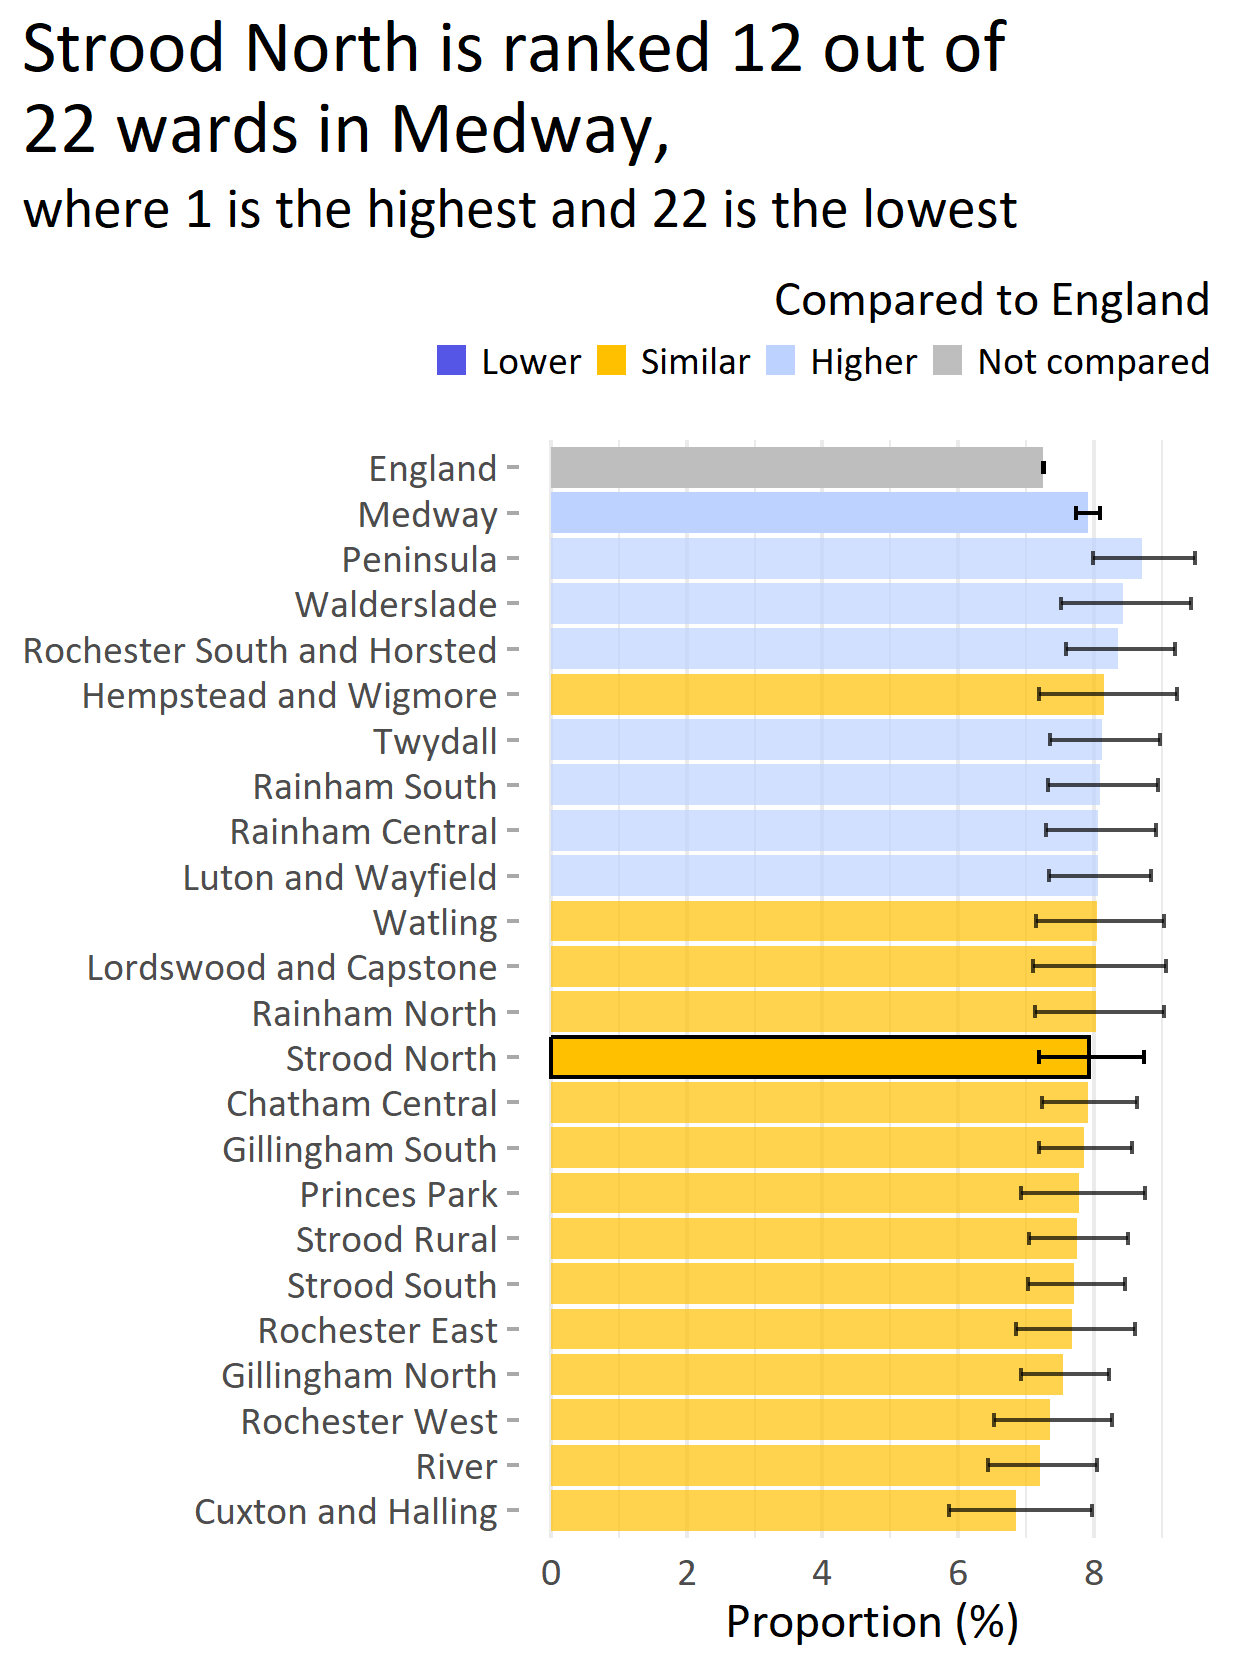 Strood North is ranked 12 out of
22 wards in Medway,
where 1 is the highest and 22 is the lowest
Compared to England
Lower Similar Higher Not compared
England
Medway
Peninsula
Walderslade
Rochester South and Horsted
Hempstead and Wigmore
Twydall
Rainham South
Rainham Central
Luton and Wayfield
Watling
Lordswood and Capstone
Rainham North
Strood North
Chatham Central
Gillingham South
Princes Park
Strood Rural
Strood South
Rochester East
Gillingham North
Rochester West
River
Cuxton and Halling
0 2 4 6 8
Proportion (%)